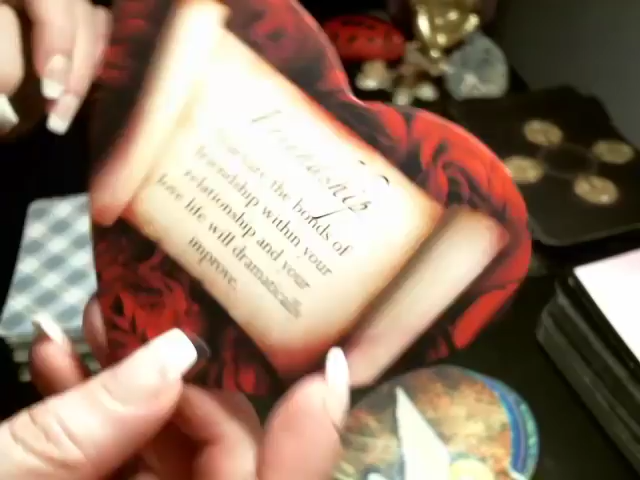 Friendship
the bonds of
friendship within your
relationship and your
love life will dramatically
improve.